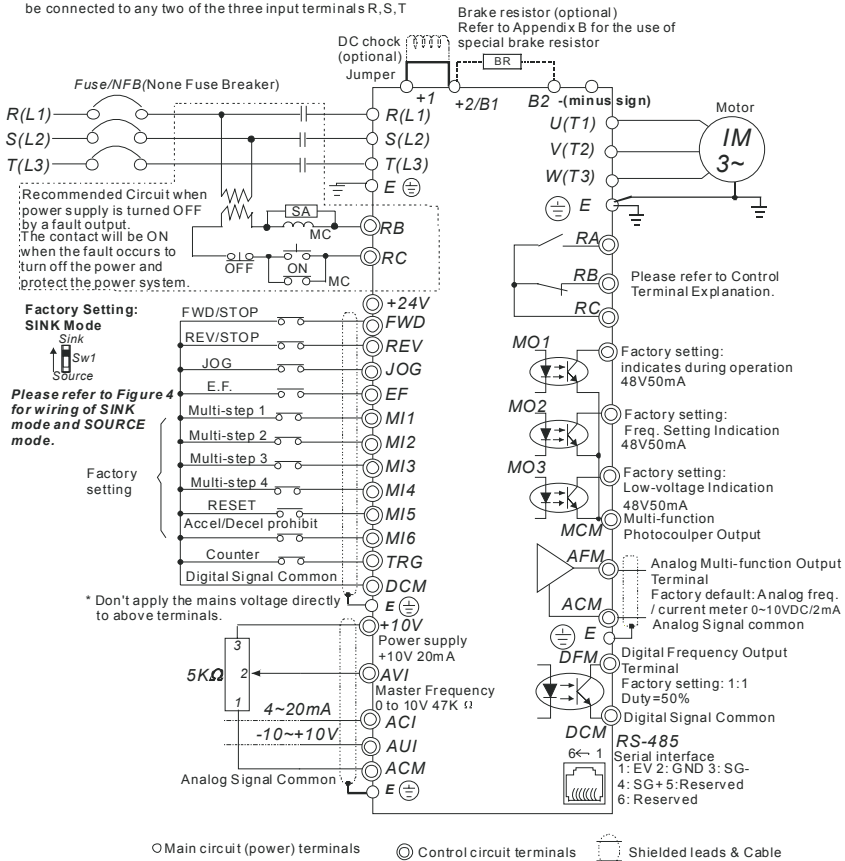 be connected to any two of the three input terminals R,S,T
Brake resistor (optional)
Refer to Appendix B for the use of
special brake resistor
DC chock
(optional)
Jumper
BR
Fuse/NFB(None Fuse Breaker)
+1
+2/B1
B2
-(minus sign)
Motor
R(L1)
R(L1)
U(T1)
S(L2)
S(L2)
V(T2)
IM
3~
T(L3)
T(L3)
W(T3)
E
E
Recommended Circuit when
power supply is turned OFF
by a fault output.
The contact will be ON
when the fault occurs to
turn off the power and
protect the power system.
SA
MC
RB
OFF
ON
MC
RC
RA
RB
RC
Please refer to Control
Terminal Explanation.
+24V
Factory Setting:
SINK Mode
Sink
Sw1
Source
Please refer to Figure 4
for wiring of SINK
mode and SOURCE
mode.
FWD/STOP
FWD
REV/STOP
REV
JOG
JOG
E.F.
EF
Multi-step 1
MI1
Multi-step 2
MI2
Multi-step 3
MI3
Multi-step 4
MI4
RESET
MI5
Accel/Decel prohibit
MI6
Counter
TRG
Digital Signal Common
DCM
Factory
setting
MO1
Factory setting:
indicates during operation
48V50mA
MO2
Factory setting:
Freq. Setting Indication
48V50mA
MO3
Factory setting:
Low-voltage Indication
48V50mA
MCM
Multi-function
Photocoulper Output
AFM
Analog Multi-function Output
Terminal
Factory default: Analog freq.
/ current meter 0~10VDC/2mA
ACM
Analog Signal common
E
* Don't apply the mains voltage directly
to above terminals.
E
+10V
Power supply
+10V 20mA
3
5KΩ
2
1
AVI
Master Frequency
0 to 10V 47K Ω
4~20mA
ACI
-10~+10V
AUI
ACM
Analog Signal Common
E
DFM
Digital Frequency Output
Terminal
Factory setting: 1:1
Duty=50%
DCM
Digital Signal Common
RS-485
Serial interface
6← 1
1: EV 2: GND 3: SG-
4: SG+ 5:Reserved
6: Reserved
Main circuit (power) terminals
Control circuit terminals
Shielded leads & Cable